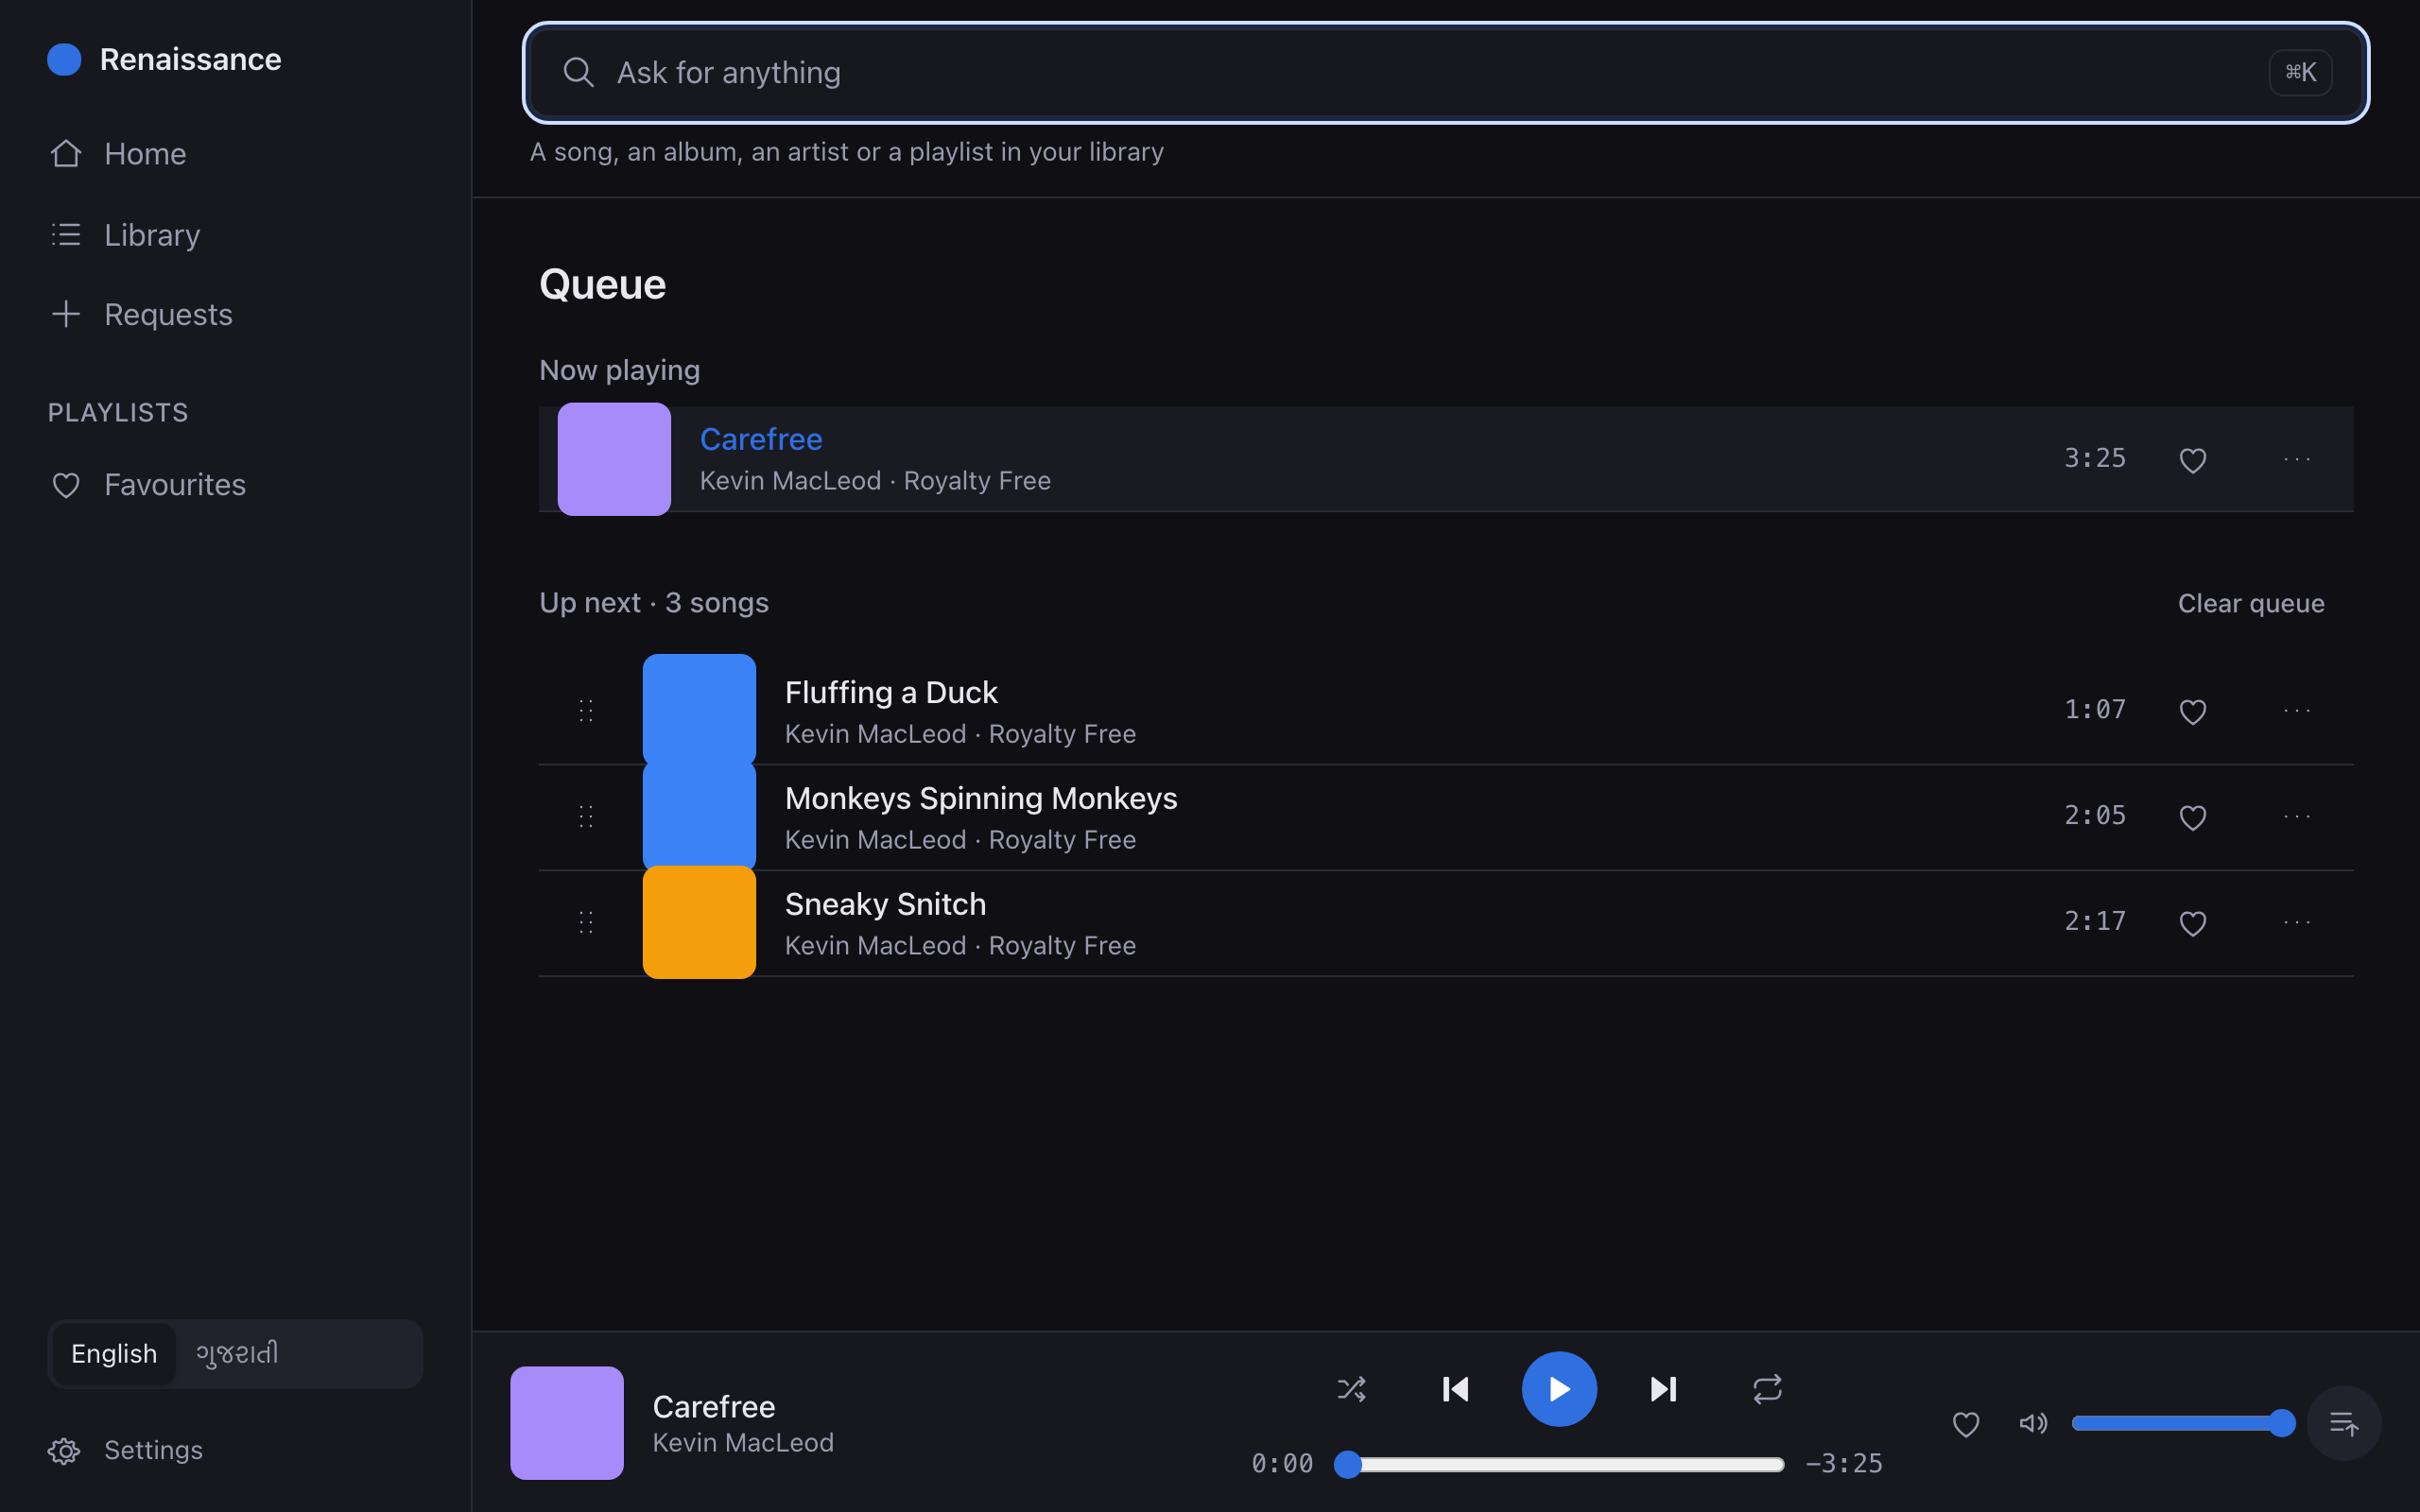 Renaissance
Home
Library
Requests
PLAYLISTS
Favourites
English ગુજરાતી
Settings
Ask for anything ⌘K
A song, an album, an artist or a playlist in your library
Queue
Now playing
Carefree
Kevin MacLeod · Royalty Free
3:25
Up next · 3 songs
Clear queue
Fluffing a Duck
Kevin MacLeod · Royalty Free
1:07
Monkeys Spinning Monkeys
Kevin MacLeod · Royalty Free
2:05
Sneaky Snitch
Kevin MacLeod · Royalty Free
2:17
Carefree
Kevin MacLeod
0:00 −3:25